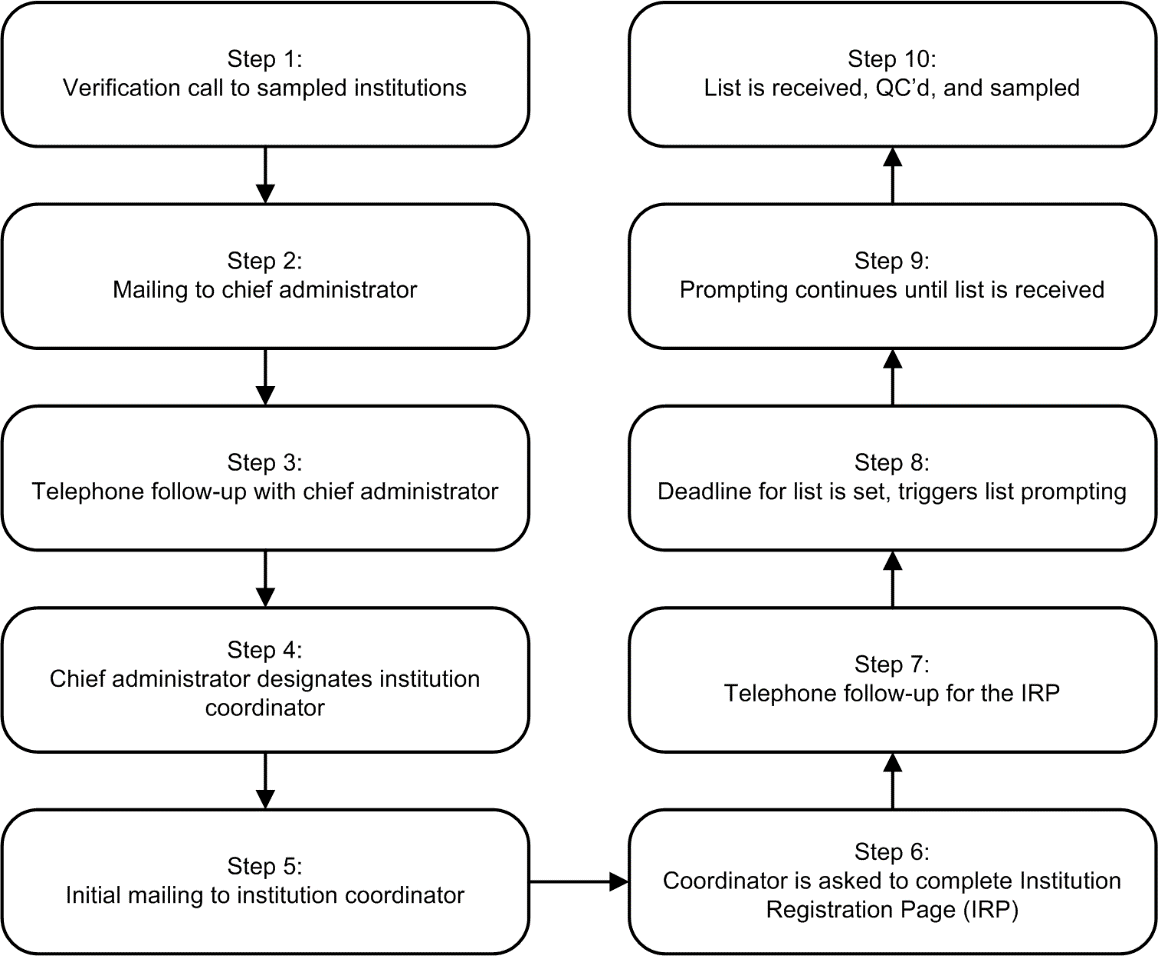 Step 1:
Verification call to sampled institutions
Step 2:
Mailing to chief administrator
Step 3:
Telephone follow-up with chief administrator
Step 4:
Chief administrator designates institution
coordinator
Step 5:
Initial mailing to institution coordinator
Step 6:
Coordinator is asked to complete Institution
Registration Page (IRP)
Step 7:
Telephone follow-up for the IRP
Step 8:
Deadline for list is set, triggers list prompting
Step 9:
Prompting continues until list is received
Step 10:
List is received, QC’d, and sampled